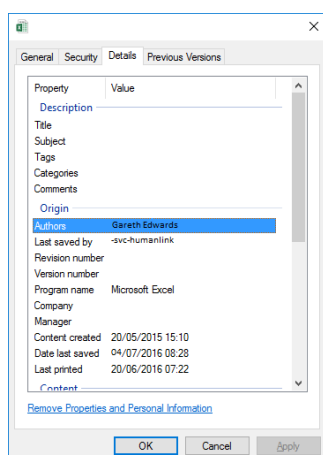 General Security Details Previous Versions
Property Value
Description
Title
Subject
Tags
Categories
Comments
Origin
Authors Gareth Edwards
Last saved by -svc-humanlink
Revision number
Version number
Program name Microsoft Excel
Company
Manager
Content created 20/05/2015 15:10
Date last saved 04/07/2016 08:28
Last printed 20/06/2016 07:22
Content
Remove Properties and Personal Information
OK Cancel Apply